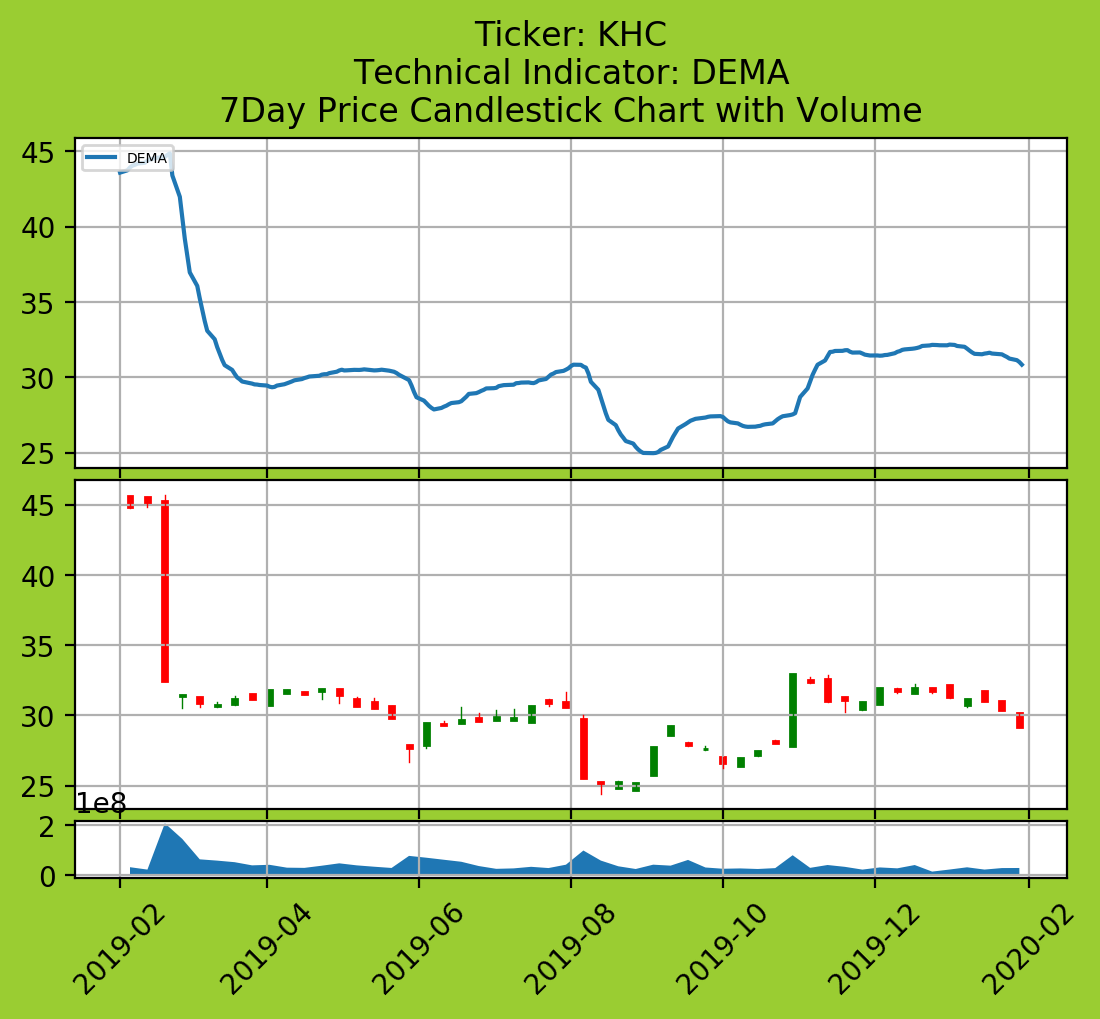 Ticker: KHC
Technical Indicator: DEMA
7Day Price Candlestick Chart with Volume
DEMA
45
40
35
30
25
45
40
35
30
25
1e8
2
0
2019-02 2019-04 2019-06 2019-08 2019-10 2019-12 2020-02